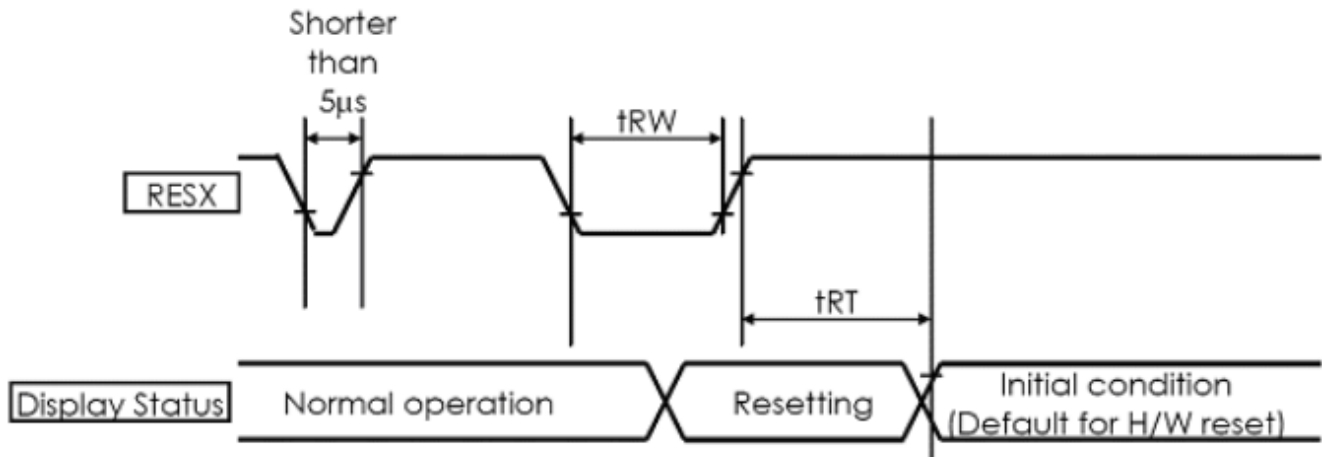 Shorter
than
5µs
tRW
RESX
tRT
Display Status
Normal operation
Resetting
Initial condition
(Default for H/W reset)